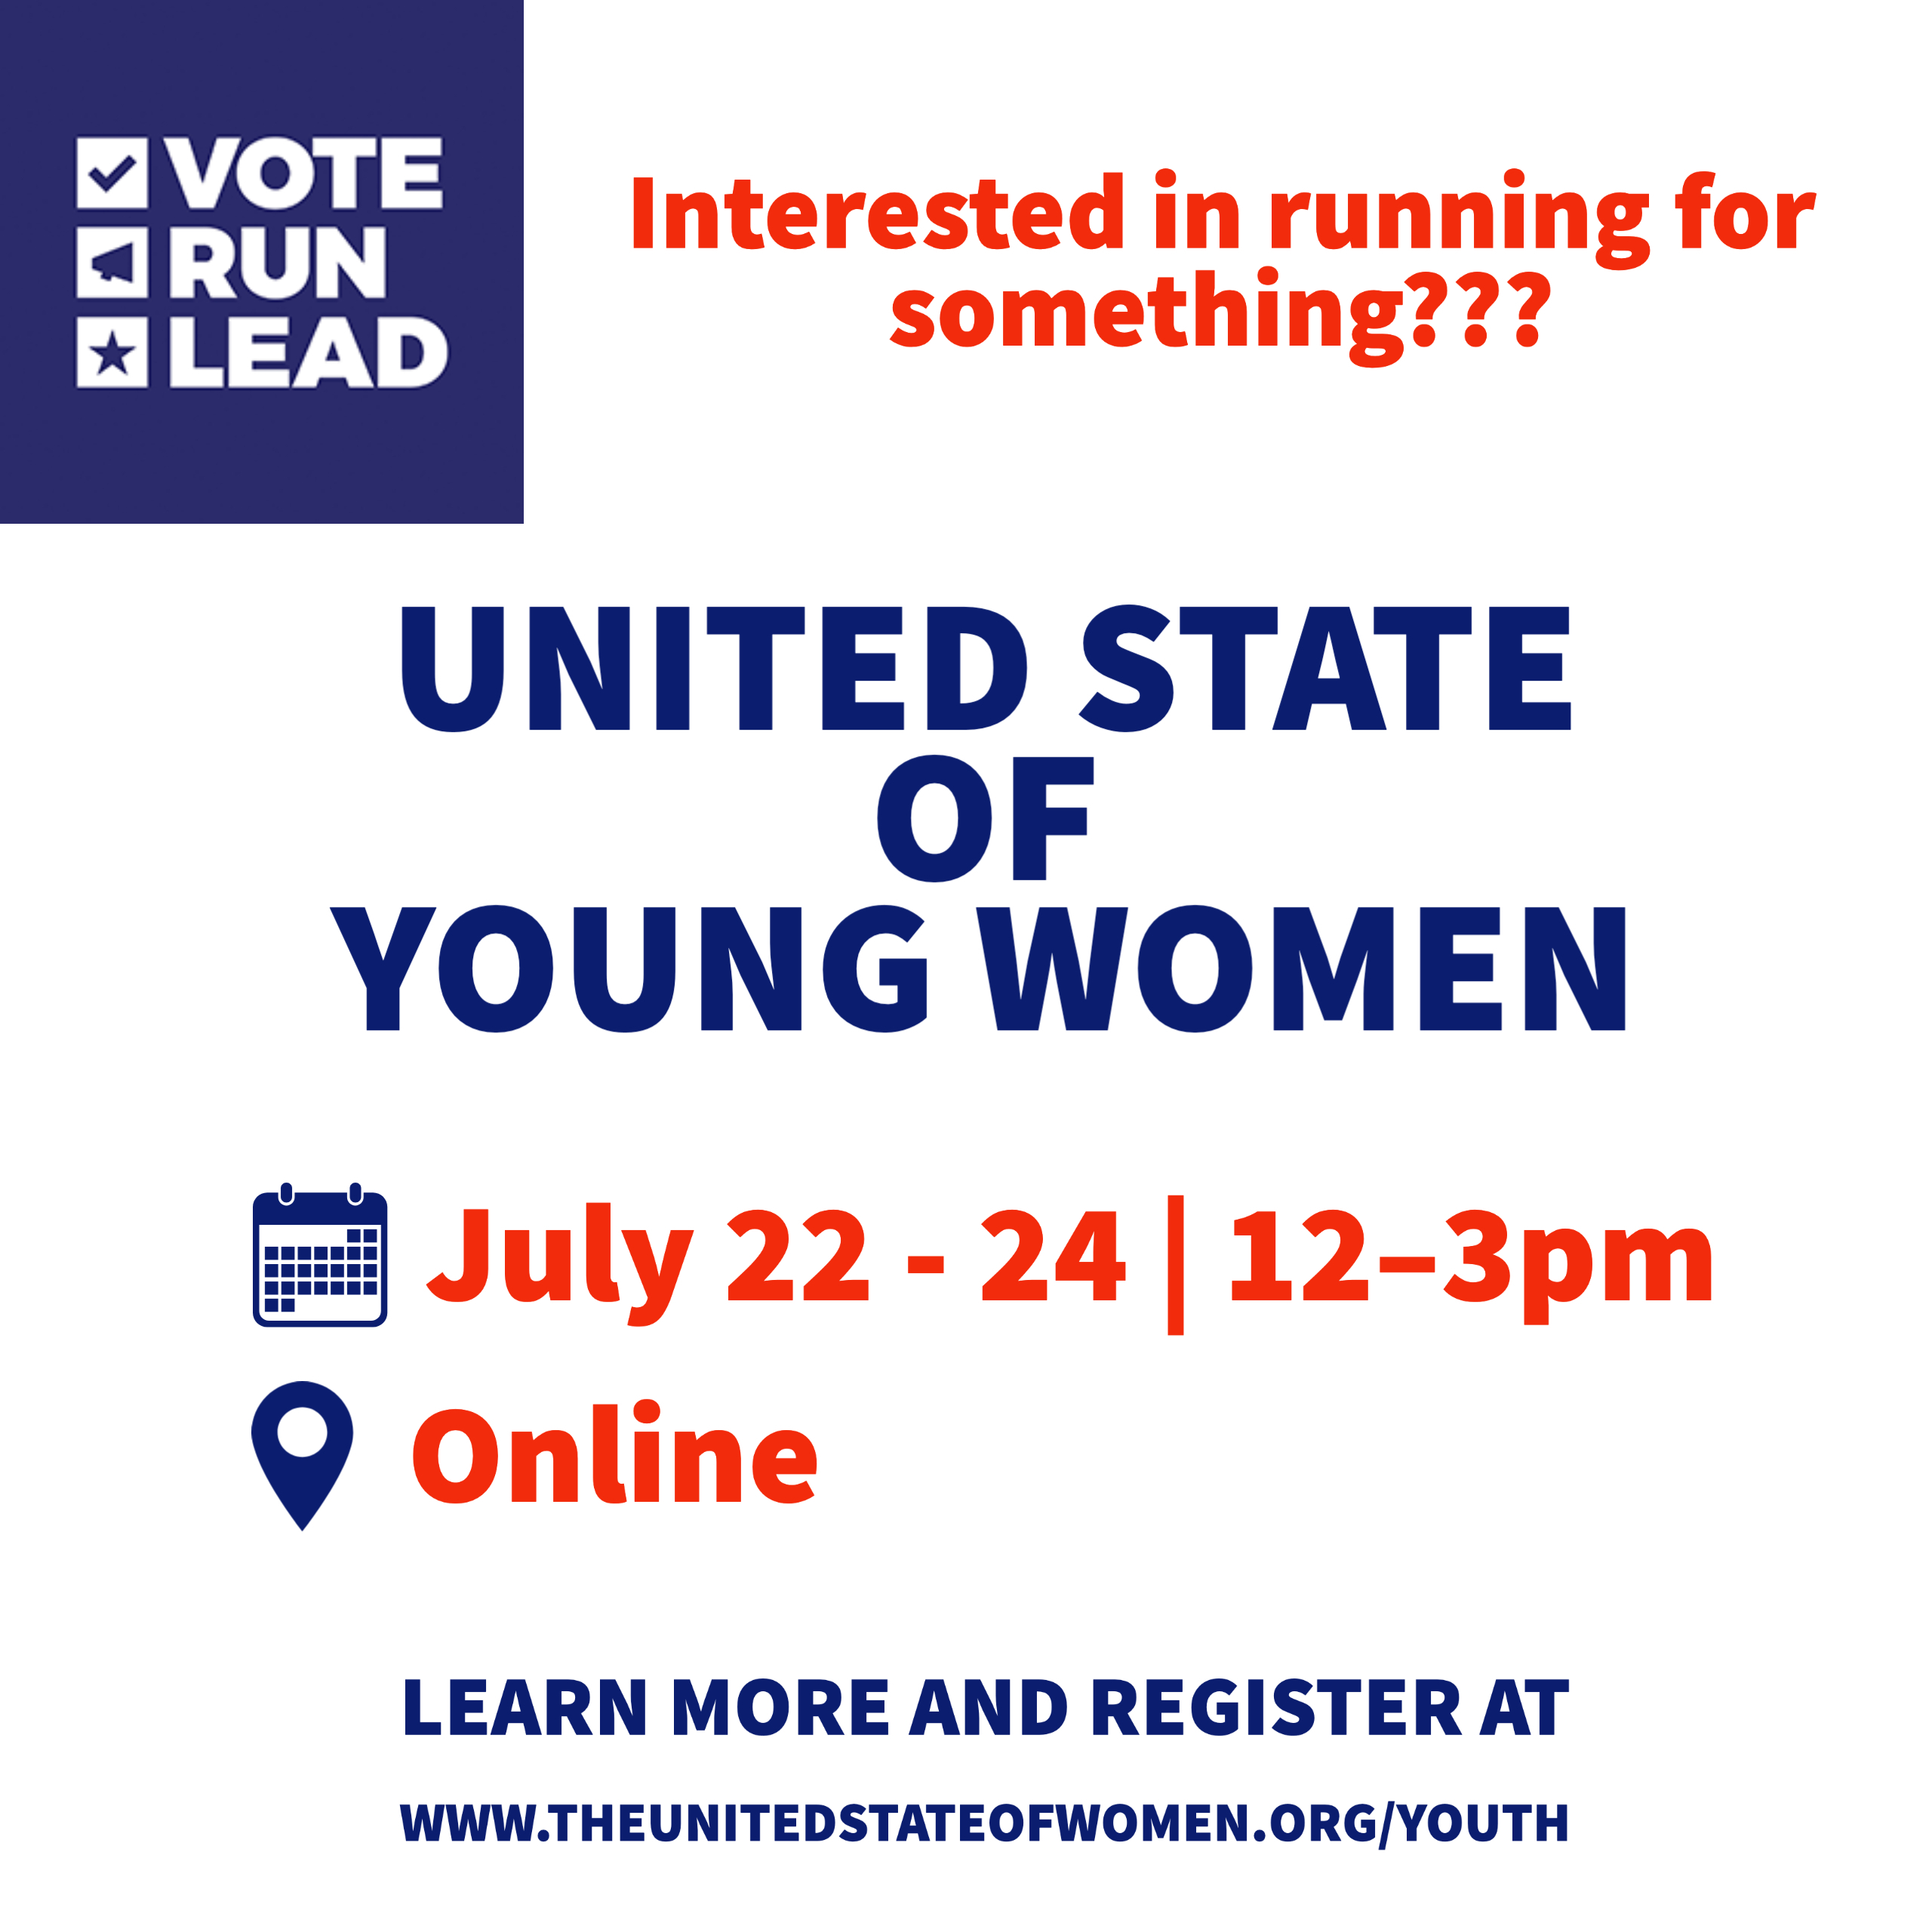 VOTE
RUN
LEAD
Interested in running for
something???
UNITED STATE
OF
YOUNG WOMEN
July 22 - 24 | 12–3pm
Online
LEARN MORE AND REGISTER AT
WWW.THEUNITEDSTATEOFWOMEN.ORG/YOUTH